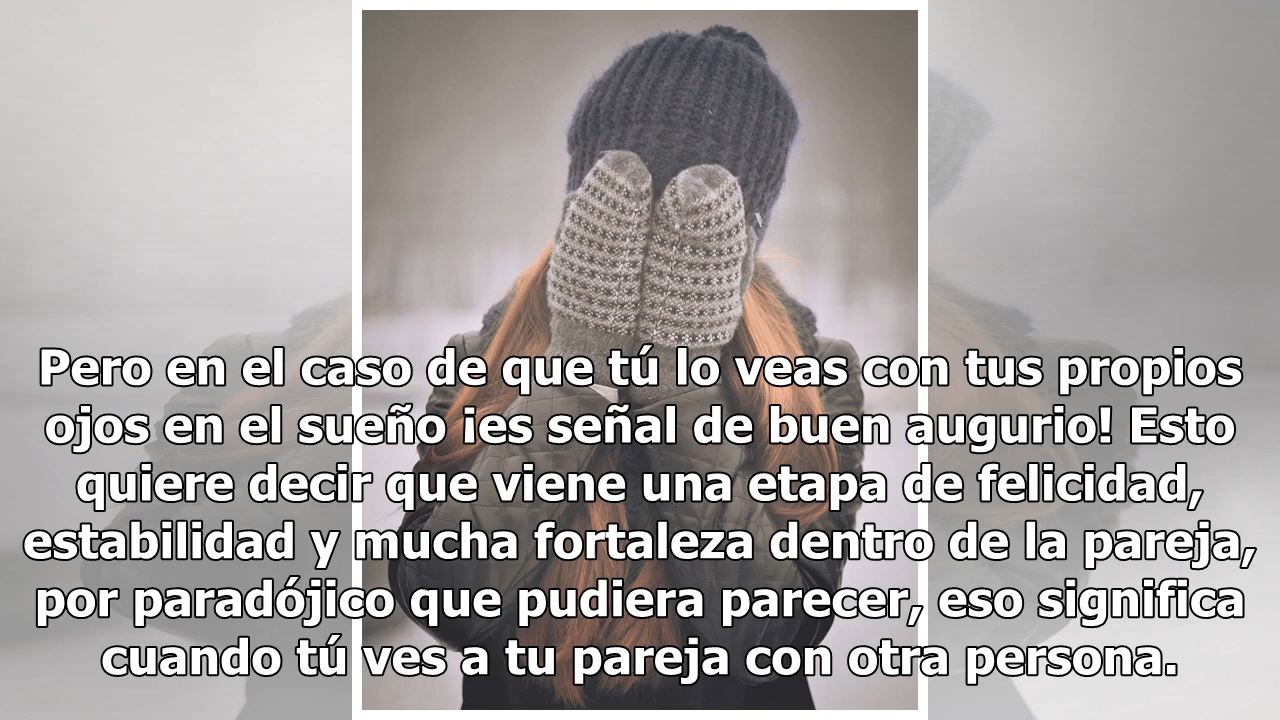 Pero en el caso de que tú lo veas con tus propios
ojos en el sueño ¡es señal de buen augurio! Esto
quiere decir que viene una etapa de felicidad,
estabilidad y mucha fortaleza dentro de la pareja,
por paradójico que pudiera parecer, eso significa
cuando tú ves a tu pareja con otra persona.